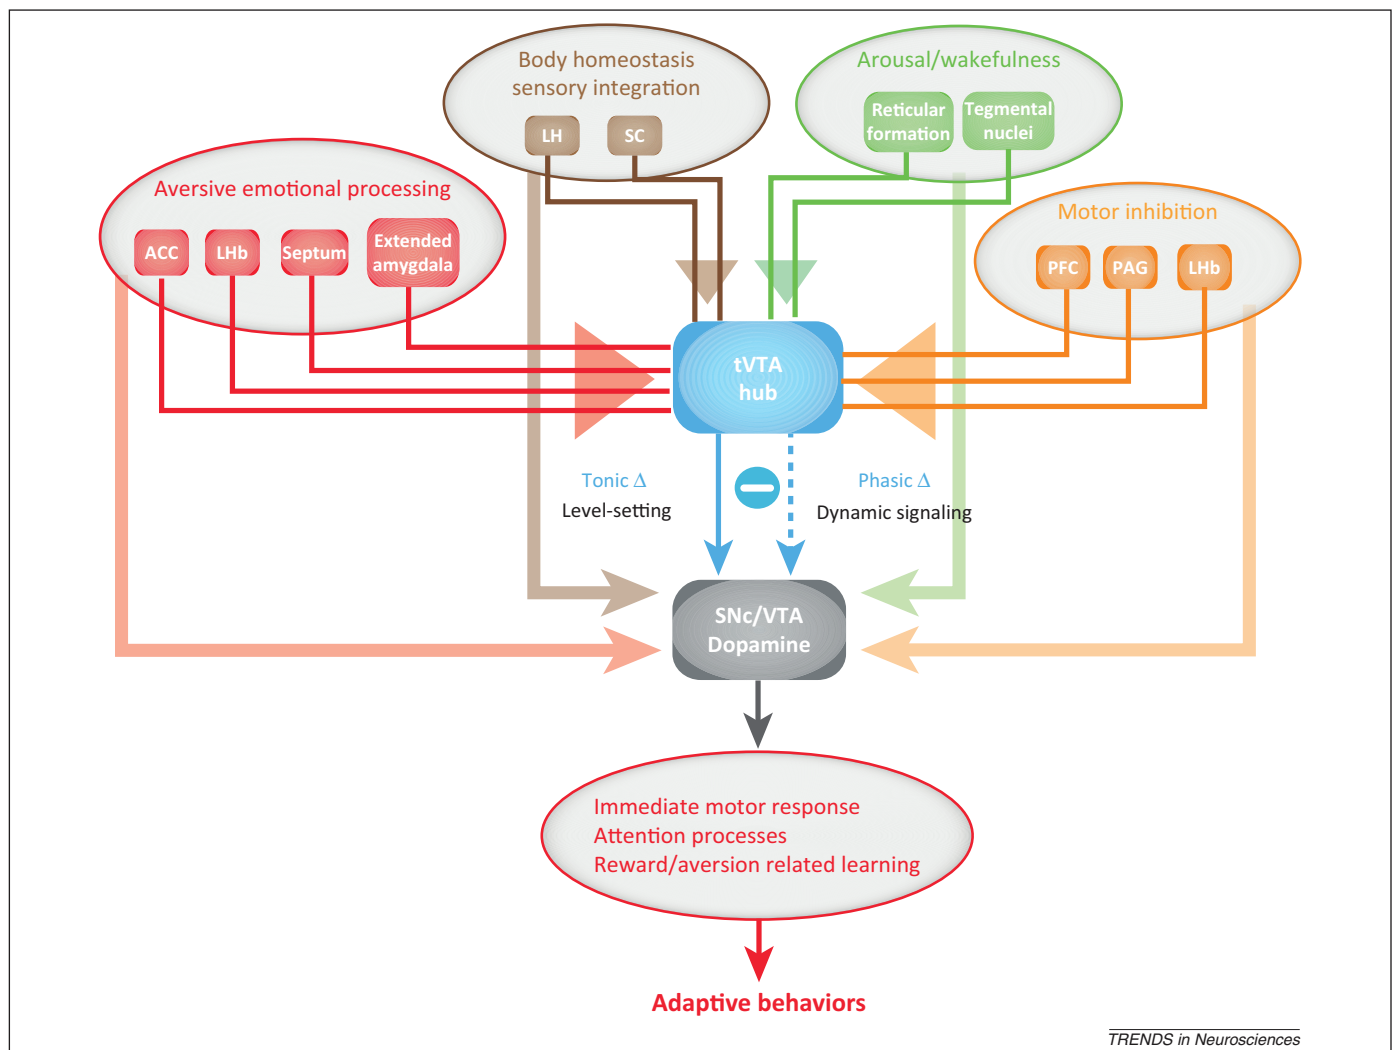 Body homeostasis
sensory integration
LH
SC
Arousal/wakefulness
Reticular
formation
Tegmental
nuclei
Aversive emotional processing
ACC
LHb
Septum
Extended
amygdala
Motor inhibition
PFC
PAG
LHb
tVTA
hub
Tonic Δ
Level-setting
Phasic Δ
Dynamic signaling
SNc/VTA
Dopamine
Immediate motor response
Attention processes
Reward/aversion related learning
Adaptive behaviors
TRENDS in Neurosciences